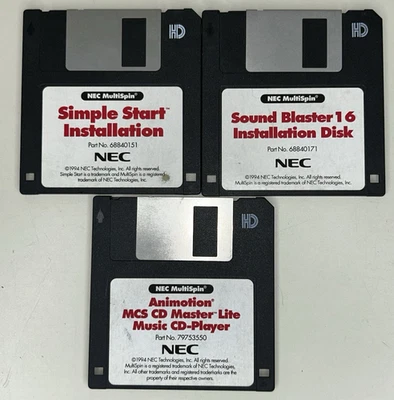 HD
NEC MultiSpin®
Simple Start™
Installation
Part No. 68840151
NEC
©1994 NEC Technologies, Inc. All rights reserved.
Simple Start is a trademark and MultiSpin is a registered trademark
of NEC Technologies, Inc.
HD
NEC MultiSpin®
Sound Blaster 16
Installation Disk
Part No. 68840171
NEC
©1994 NEC Technologies, Inc. All rights reserved.
MultiSpin is a registered trademark of
NEC Technologies, Inc.
HD
NEC MultiSpin®
Animotion®
MCS CD Master™ Lite
Music CD-Player
Part No. 79753550
NEC
©1994 NEC Technologies, Inc. All rights reserved.
MultiSpin is a registered trademark of NEC Technologies,
Inc. All other trademarks and registered trademarks are the
property of their respective owners.